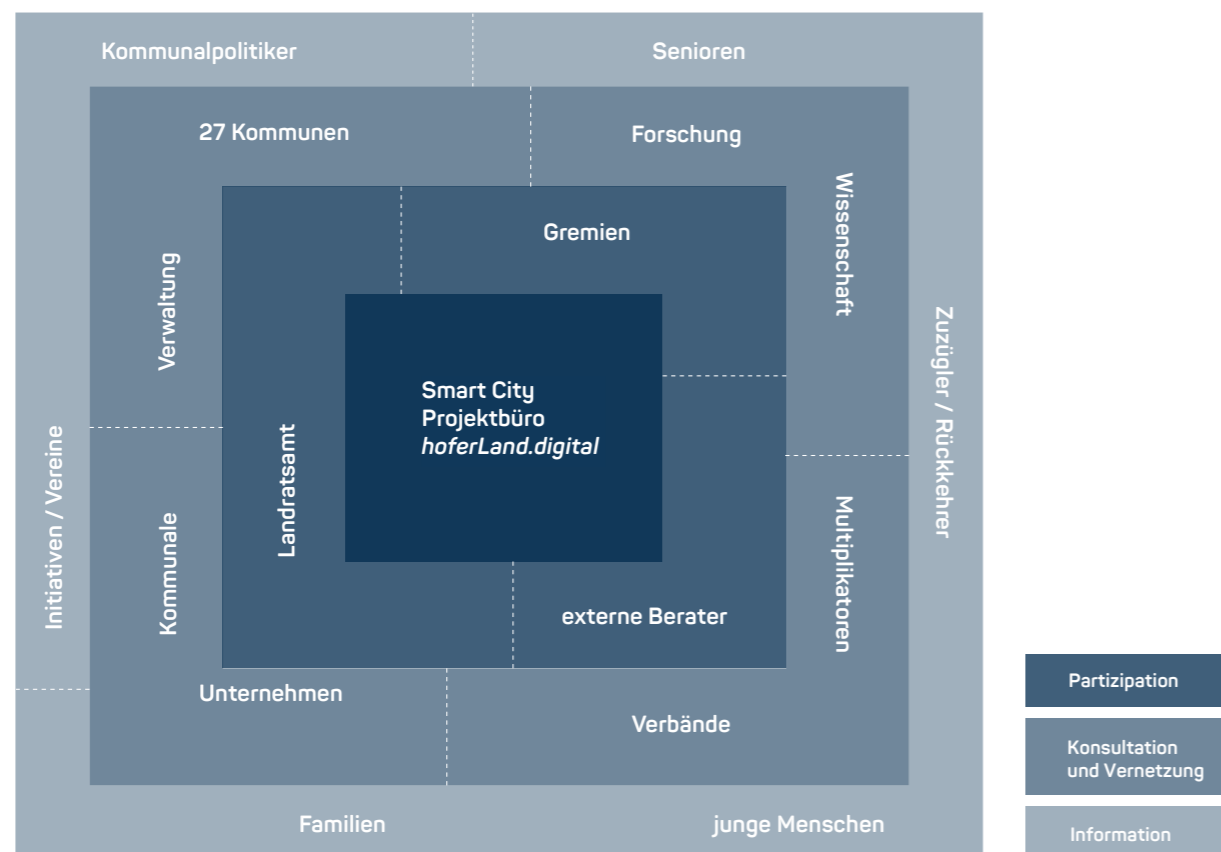 Kommunalpolitiker
Senioren
27 Kommunen
Forschung
Wissenschaft
Gremien
Verwaltung
Zuzügler / Rückkehrer
Smart City
Projektbüro
hoferLand.digital
Landratsamt
Initiativen / Vereine
Kommunale
Multiplikatoren
externe Berater
Unternehmen
Verbände
Familien
junge Menschen
Partizipation
Konsultation
und Vernetzung
Information